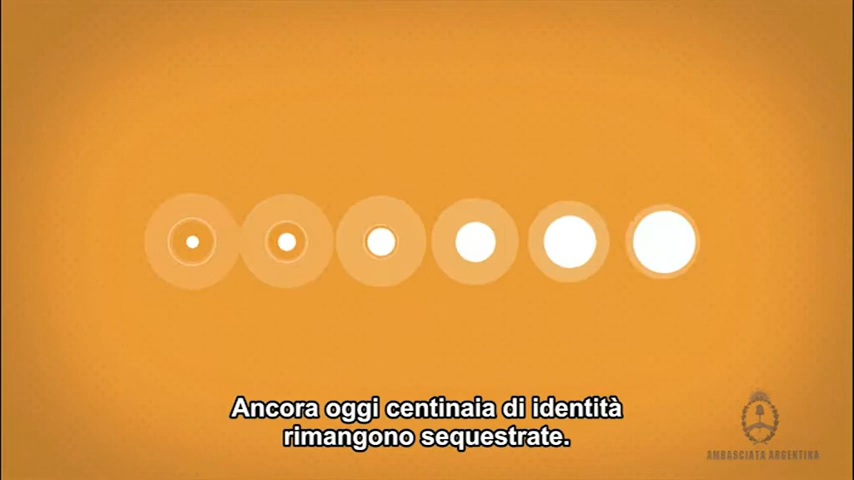 Ancora oggi centinaia di identità
rimangono sequestrate.
AMBASCIATA ARGENTINA